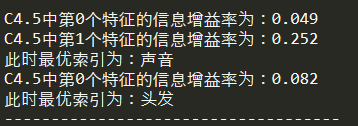 C4.5中第0个特征的信息增益率为：0.049
C4.5中第1个特征的信息增益率为：0.252
此时最优索引为：声音
C4.5中第0个特征的信息增益率为：0.082
此时最优索引为：头发
----------------------------------